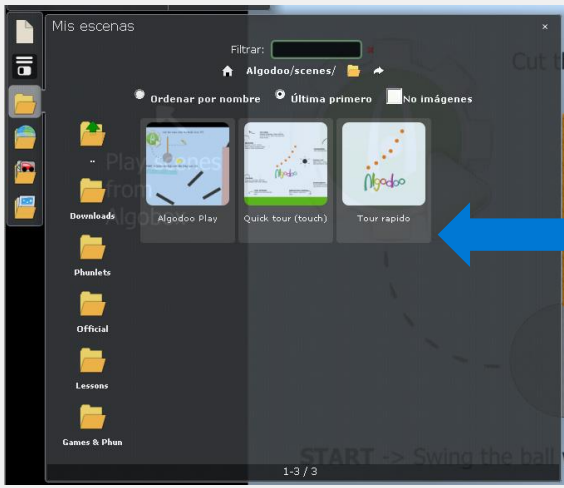 Mis escenas
×
Filtrar:
Algodoo/scenes/
Ordenar por nombre Última primero No imágenes
Cut t
..
Play scenes
from
Algobox
Downloads
Algodoo
Algodoo Play Quick tour (touch) Tour rapido
Phunlets
Official
Lessons
Games & Phun
START -> Swing the ball
1-3 / 3